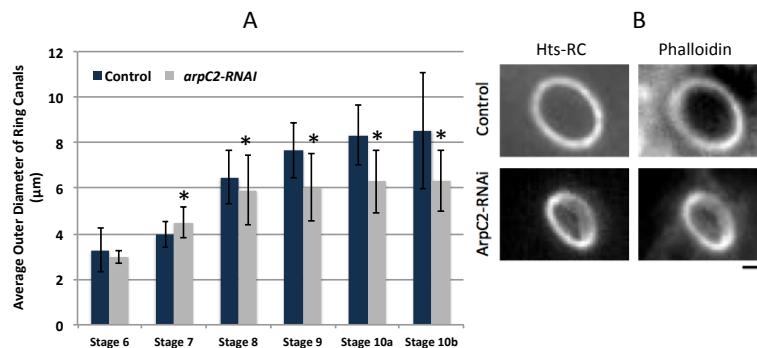 A
B
Control arpC2-RNAI
Average Outer Diameter of Ring Canals
(μm)
12
10
8
6
4
2
0
*
*
*
*
*
Stage 6 Stage 7 Stage 8 Stage 9 Stage 10a Stage 10b
Hts-RC Phalloidin
Control
ArpC2-RNAi